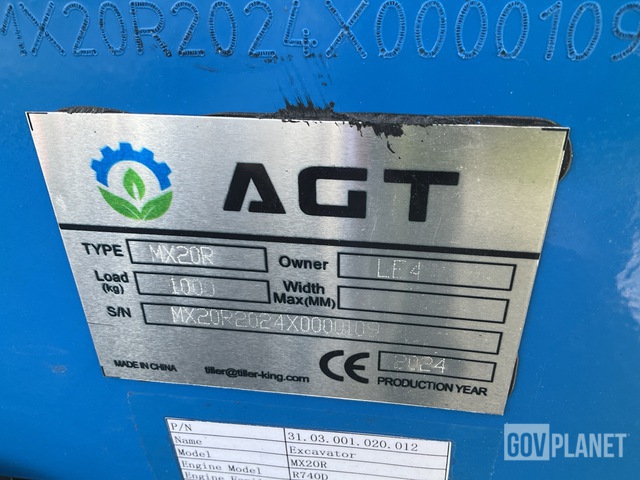 MX20R2024X0000109
AGT
TYPE MX20R Owner LF4
Load (kg) 1000 Width Max(MM)
S/N MX20R2024X0000109
MADE IN CHINA tiller@tiller-king.com CE 2024 PRODUCTION YEAR
P/N 31.03.001.020.012
Name Excavator
Model MX20R
Engine Model R740D
GOVPLANET